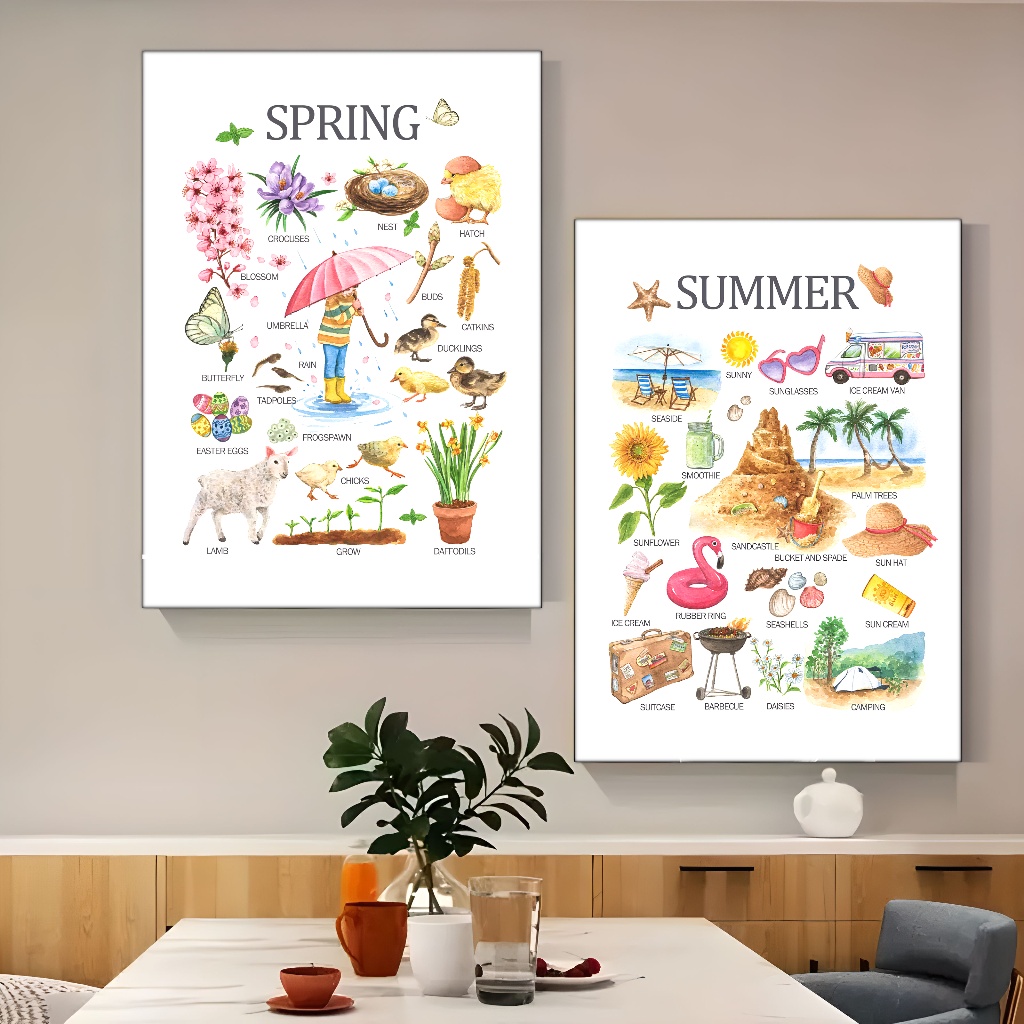 SPRING
CROCUSES
NEST
HATCH
BLOSSOM
BUDS
UMBRELLA
CATKINS
DUCKLINGS
RAIN
BUTTERFLY
TADPOLES
FROGSPAWN
EASTER EGGS
CHICKS
LAMB
GROW
DAFFODILS
SUMMER
SUNNY
SUNGLASSES
ICE CREAM VAN
SEASIDE
SMOOTHIE
PALM TREES
SUNFLOWER
SANDCASTLE
BUCKET AND SPADE
SUN HAT
ICE CREAM
RUBBER RING
SEASHELLS
SUN CREAM
SUITCASE
BARBECUE
DAISIES
CAMPING